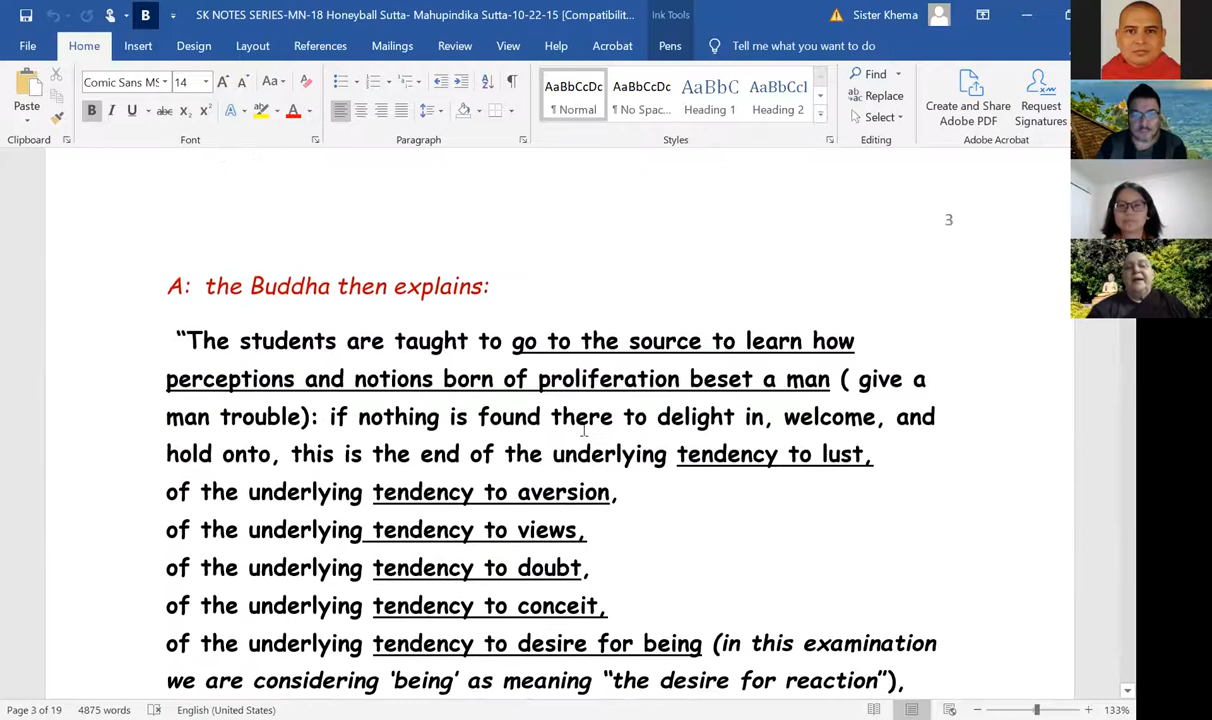 SK NOTES SERIES-MN-18 Honeyball Sutta- Mahupindika Sutta-10-22-15 [Compatibilit... Ink Tools Sister Khema
File Home Insert Design Layout References Mailings Review View Help Acrobat Pens Tell me what you want to do
Paste Comic Sans MS 14 Aa AaBbCcDc AaBbCcDc AaBbC AaBbCcl Find Replace Select
B I U abc x₂ x² A A ¶ Normal ¶ No Spac... Heading 1 Heading 2 Create and Share Adobe PDF Request Signatures
Clipboard Font Paragraph Styles Editing Adobe Acrobat
3
A: the Buddha then explains:
“The students are taught to go to the source to learn how
perceptions and notions born of proliferation beset a man ( give a
man trouble): if nothing is found there to delight in, welcome, and
hold onto, this is the end of the underlying tendency to lust,
of the underlying tendency to aversion,
of the underlying tendency to views,
of the underlying tendency to doubt,
of the underlying tendency to conceit,
of the underlying tendency to desire for being (in this examination
we are considering ‘being’ as meaning “the desire for reaction”),
Page 3 of 19 4875 words English (United States) 133%